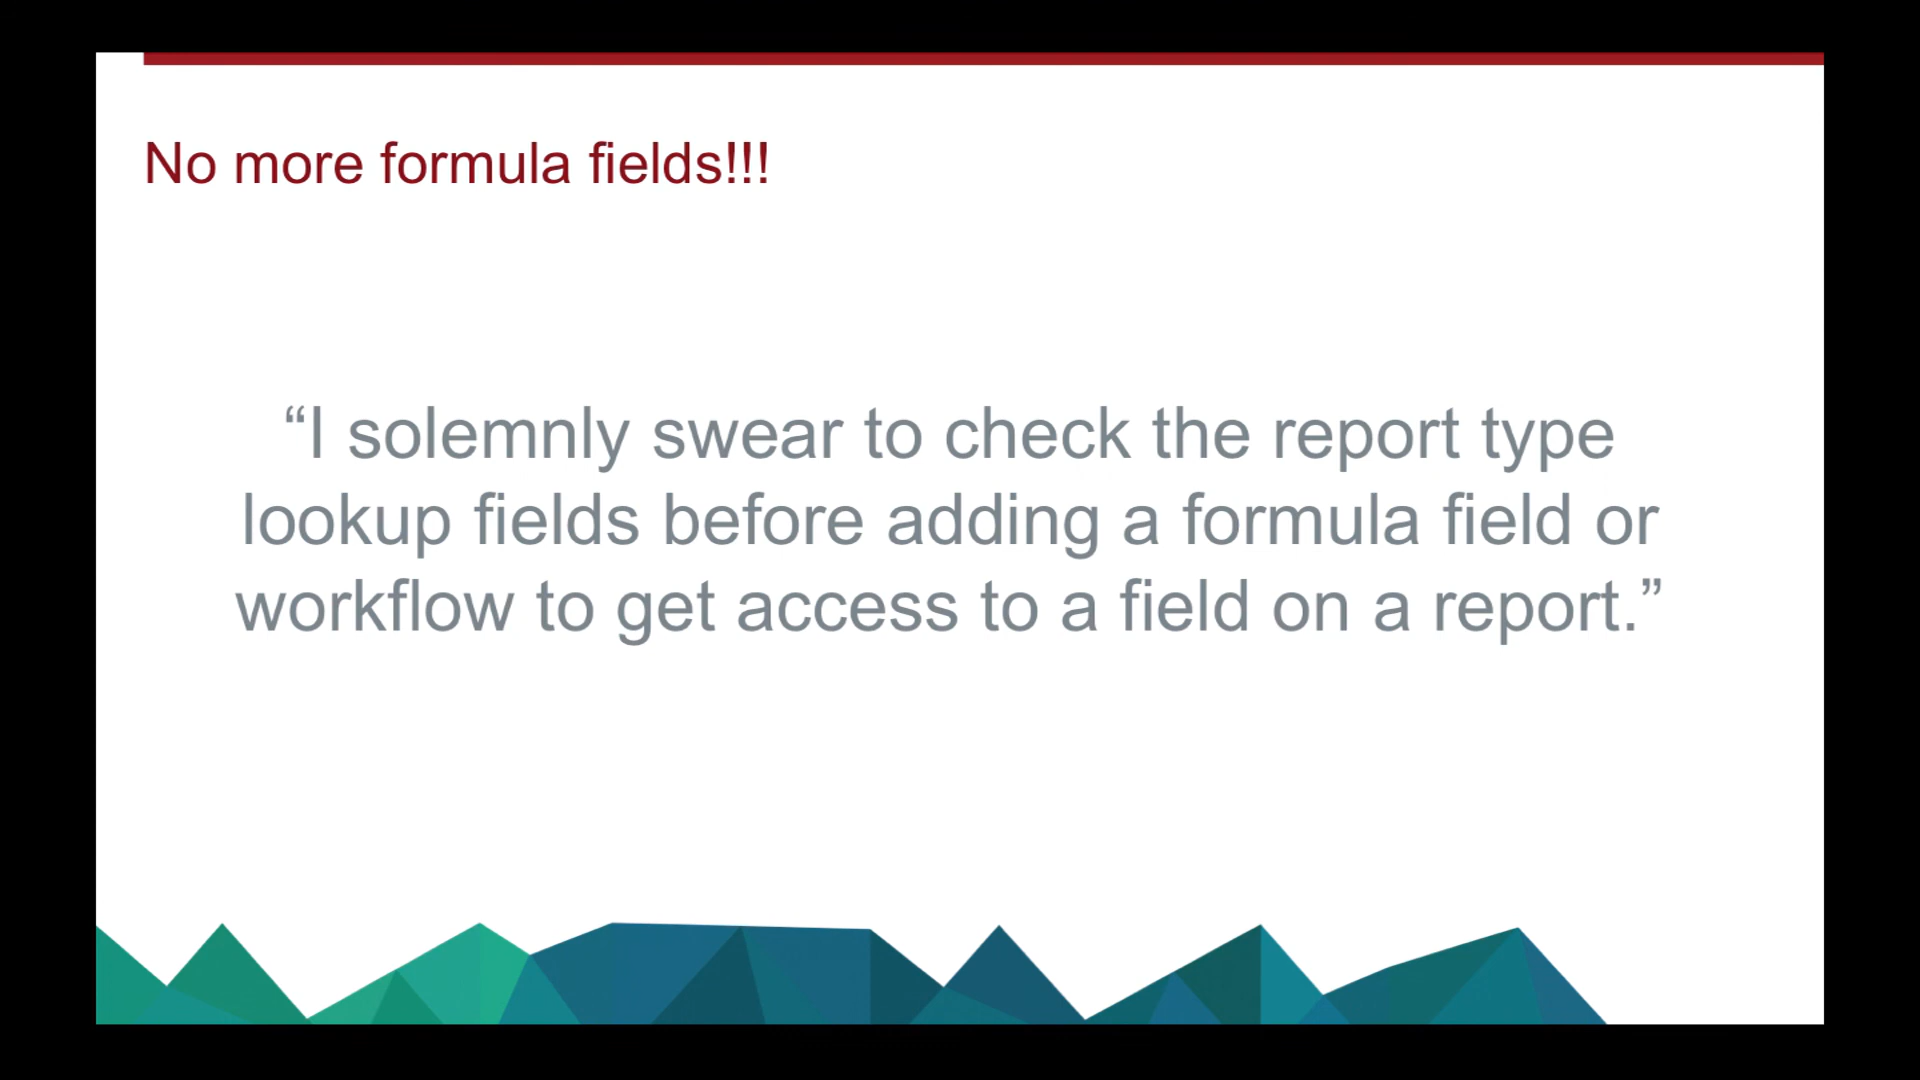 No more formula fields!!!
“I solemnly swear to check the report type
lookup fields before adding a formula field or
workflow to get access to a field on a report.”